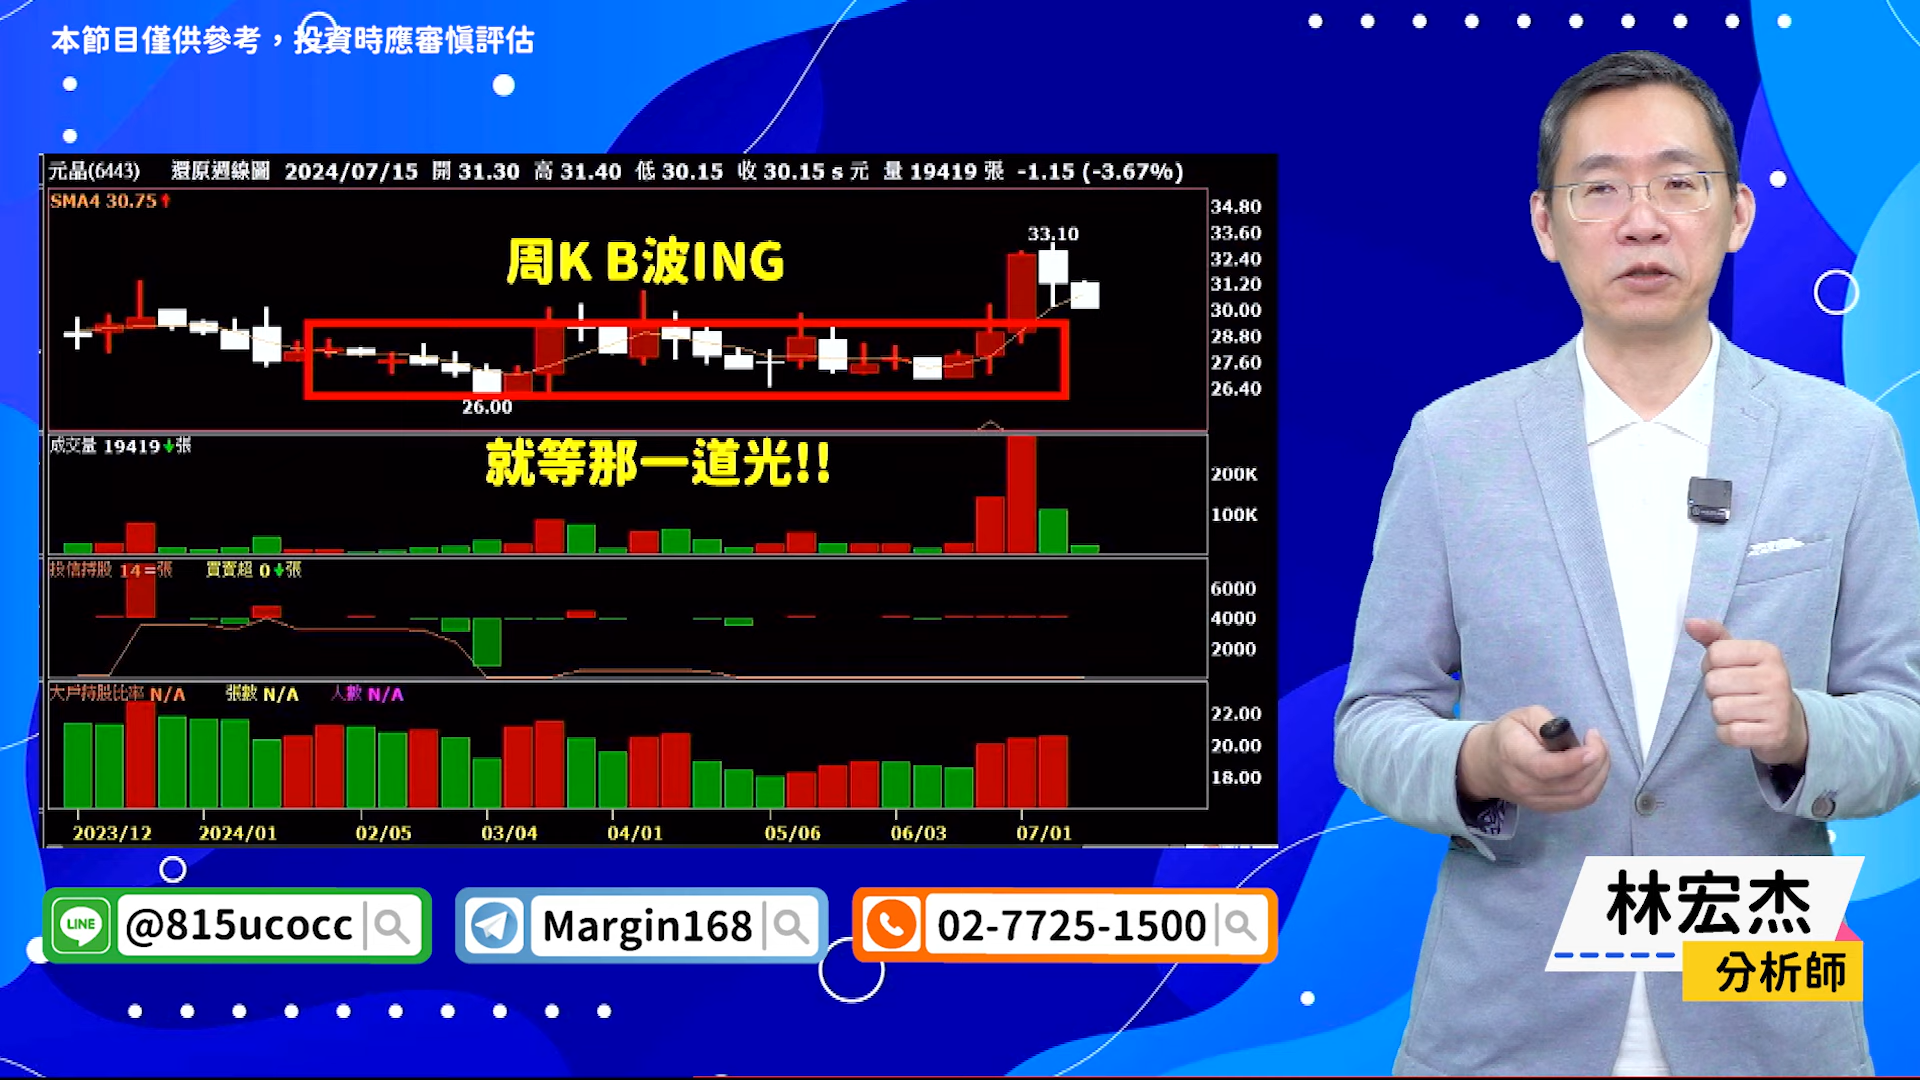 本節目僅供參考，投資時應審慎評估
元晶(6443) 還原週線圖 2024/07/15 開 31.30 高 31.40 低 30.15 收 30.15 s 元 量 19419 張 -1.15 (-3.67%)
SMA4 30.75
34.80
33.60
32.40
31.20
30.00
28.80
27.60
26.40
周K B波ING
33.10
26.00
成交量 19419 張
就等那一道光!!
200K
100K
投信持股 14=張 買賣超 0 張
6000
4000
2000
大戶持股比率 N/A 張數 N/A 人數 N/A
22.00
20.00
18.00
2023/12 2024/01 02/05 03/04 04/01 05/06 06/03 07/01
LINE @815ucocc
Margin168
02-7725-1500
林宏杰
分析師